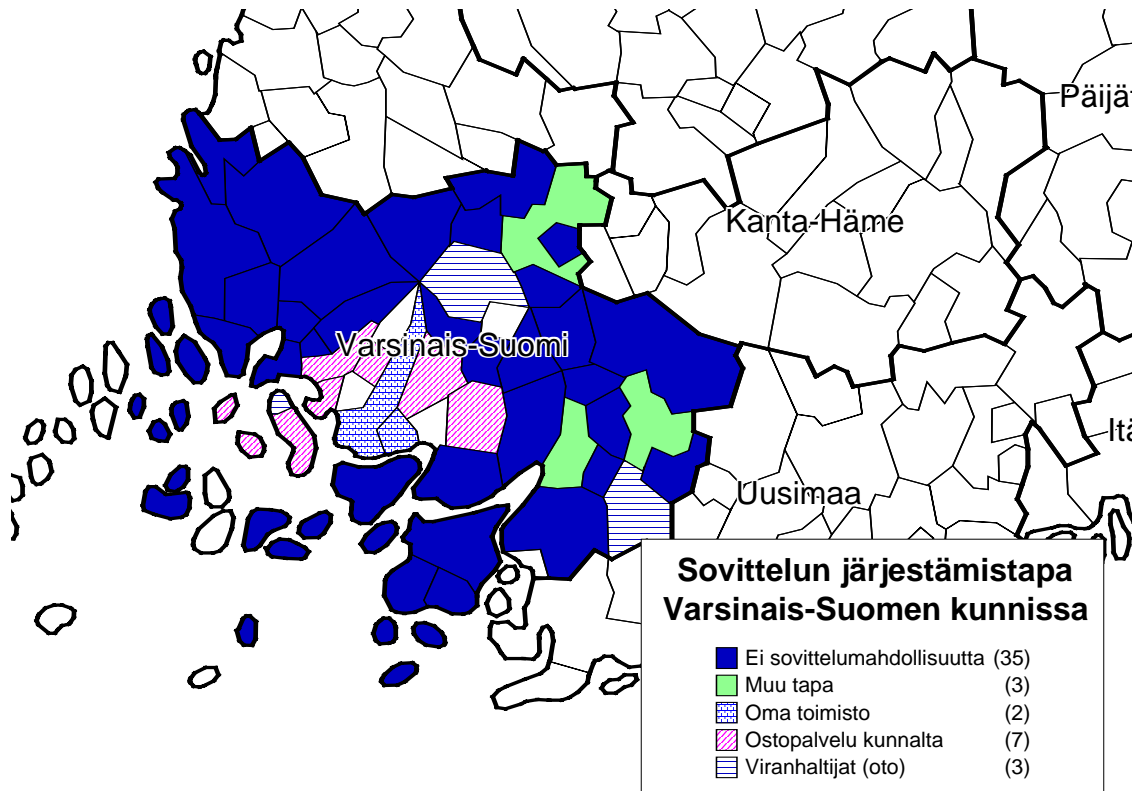 Päijä
Kanta-Häme
Varsinais-Suomi
Itä
Uusimaa
Sovittelun järjestämistapa
Varsinais-Suomen kunnissa
Ei sovittelumahdollisuutta (35)
Muu tapa (3)
Oma toimisto (2)
Ostopalvelu kunnalta (7)
Viranhaltijat (oto) (3)